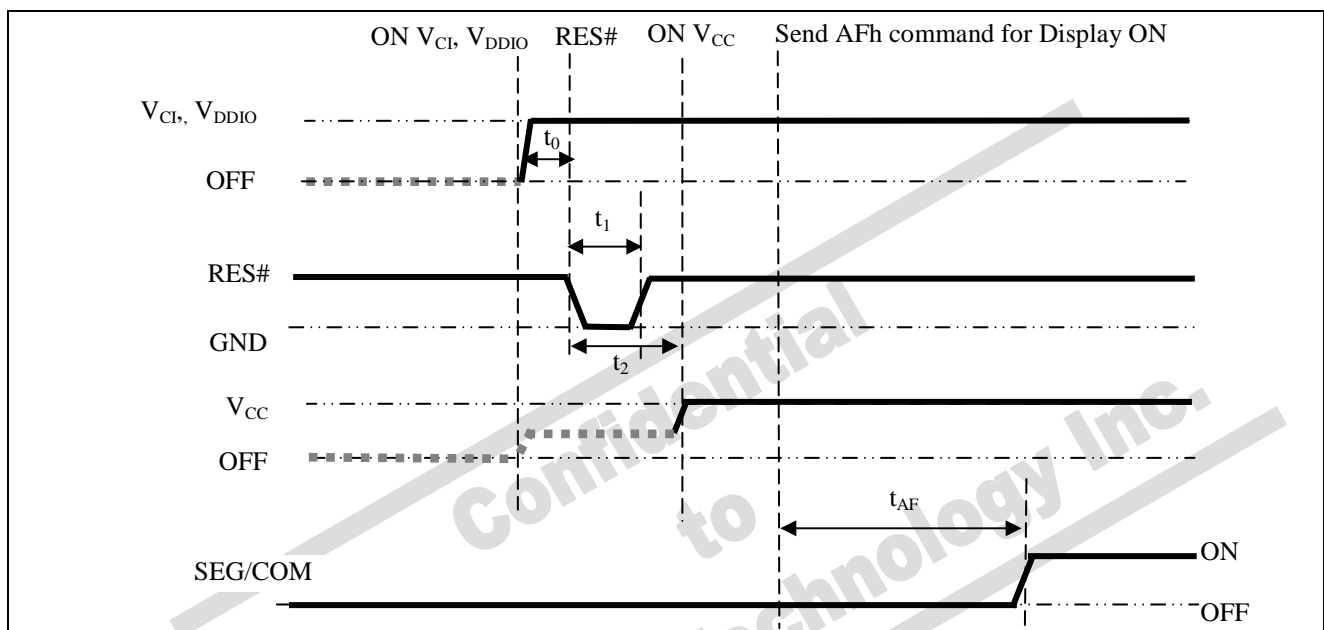 ON VCI, VDDIO RES# ON VCC Send AFh command for Display ON
VCI,, VDDIO
t0
OFF
t1
RES#
GND
t2
VCC
OFF
tAF
ON
SEG/COM
OFF
Confidential
to
Technology Inc.